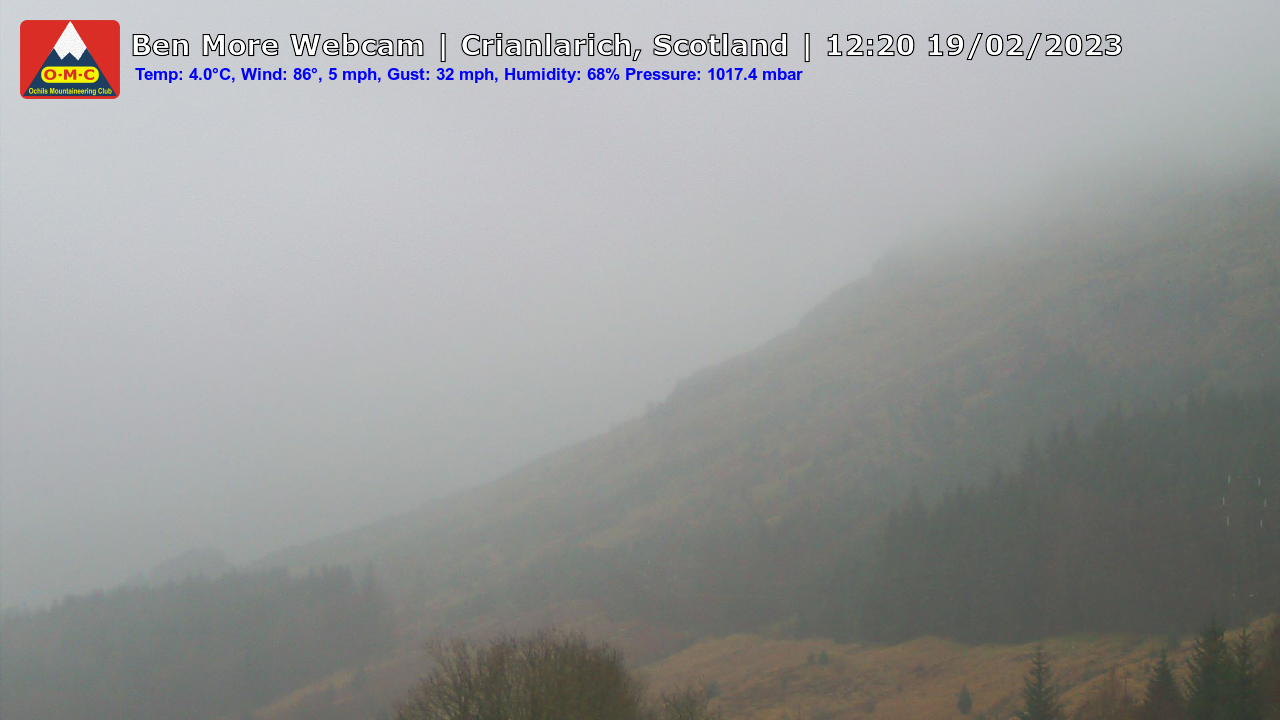 Ben More Webcam | Crianlarich, Scotland | 12:20 19/02/2023
Temp: 4.0°C, Wind: 86°, 5 mph, Gust: 32 mph, Humidity: 68% Pressure: 1017.4 mbar
O·M·C
Ochils Mountaineering Club